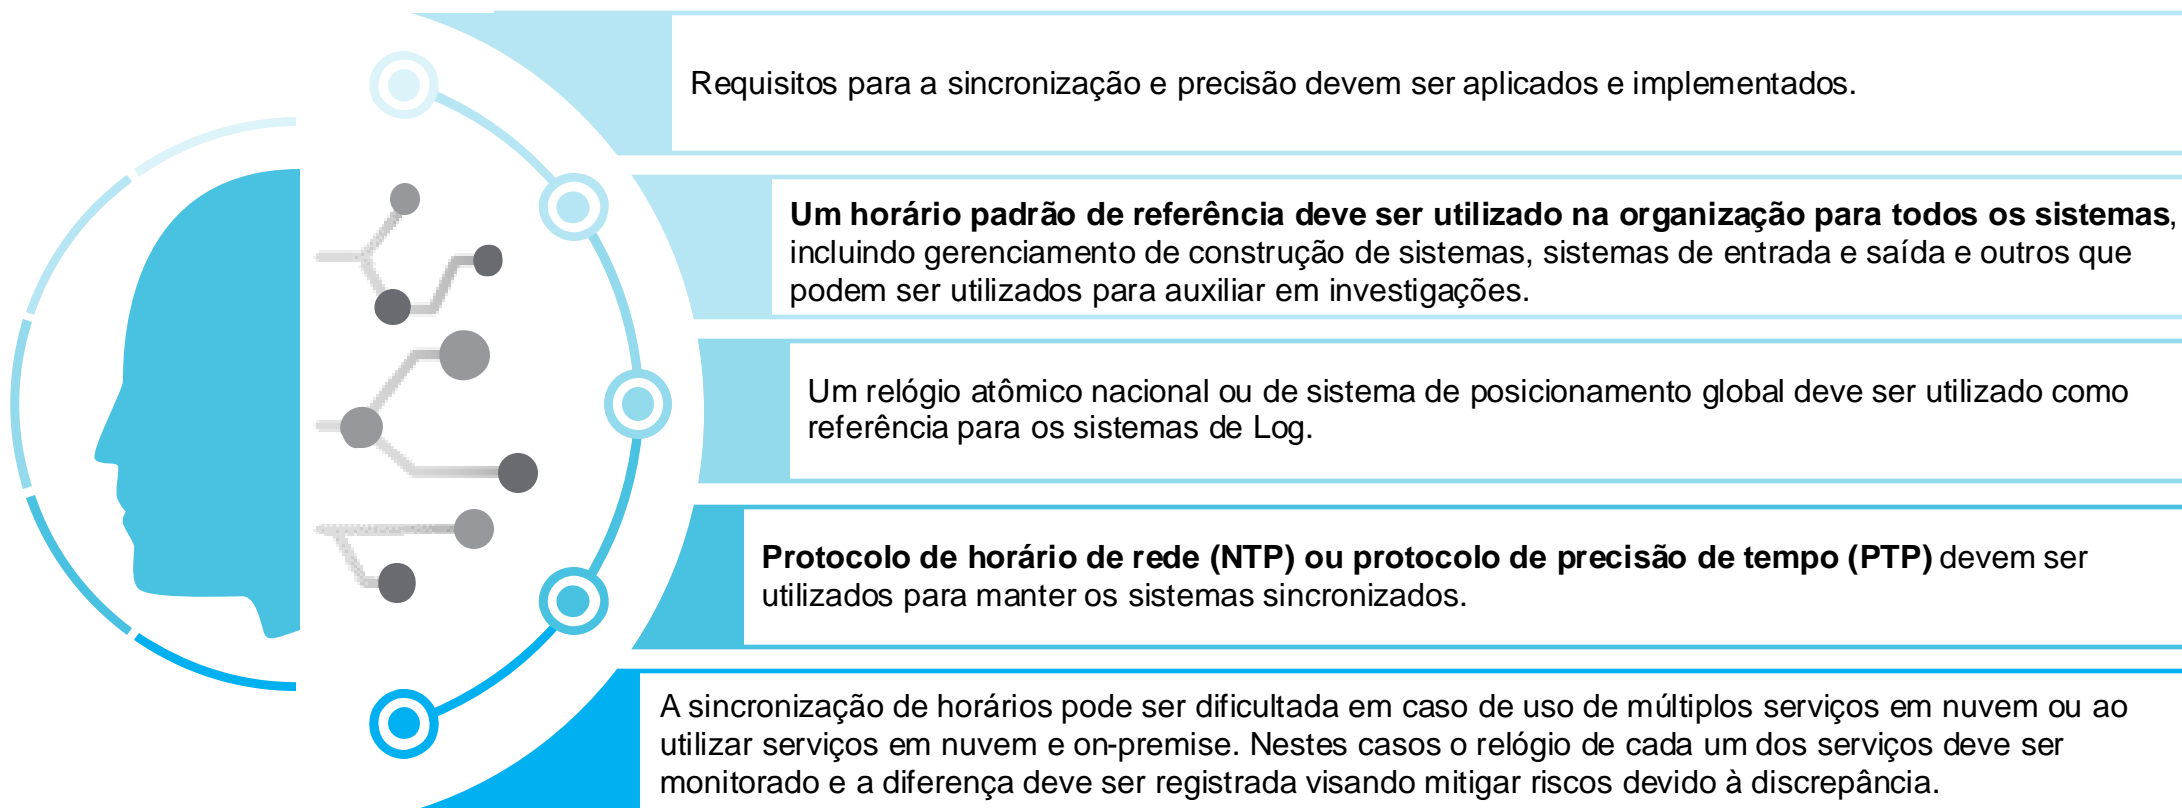 Requisitos para a sincronização e precisão devem ser aplicados e implementados.
Um horário padrão de referência deve ser utilizado na organização para todos os sistemas,
incluindo gerenciamento de construção de sistemas, sistemas de entrada e saída e outros que
podem ser utilizados para auxiliar em investigações.
Um relógio atômico nacional ou de sistema de posicionamento global deve ser utilizado como
referência para os sistemas de Log.
Protocolo de horário de rede (NTP) ou protocolo de precisão de tempo (PTP) devem ser
utilizados para manter os sistemas sincronizados.
A sincronização de horários pode ser dificultada em caso de uso de múltiplos serviços em nuvem ou ao
utilizar serviços em nuvem e on-premise. Nestes casos o relógio de cada um dos serviços deve ser
monitorado e a diferença deve ser registrada visando mitigar riscos devido à discrepância.